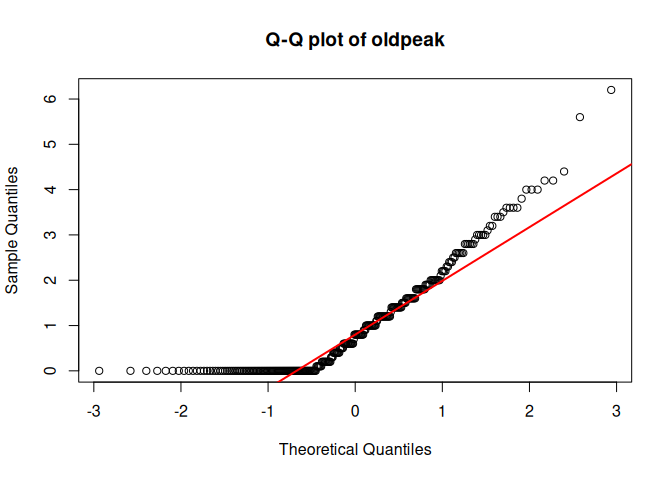 Q-Q plot of oldpeak
Sample Quantiles
6
5
4
3
2
1
0
-3 -2 -1 0 1 2 3
Theoretical Quantiles